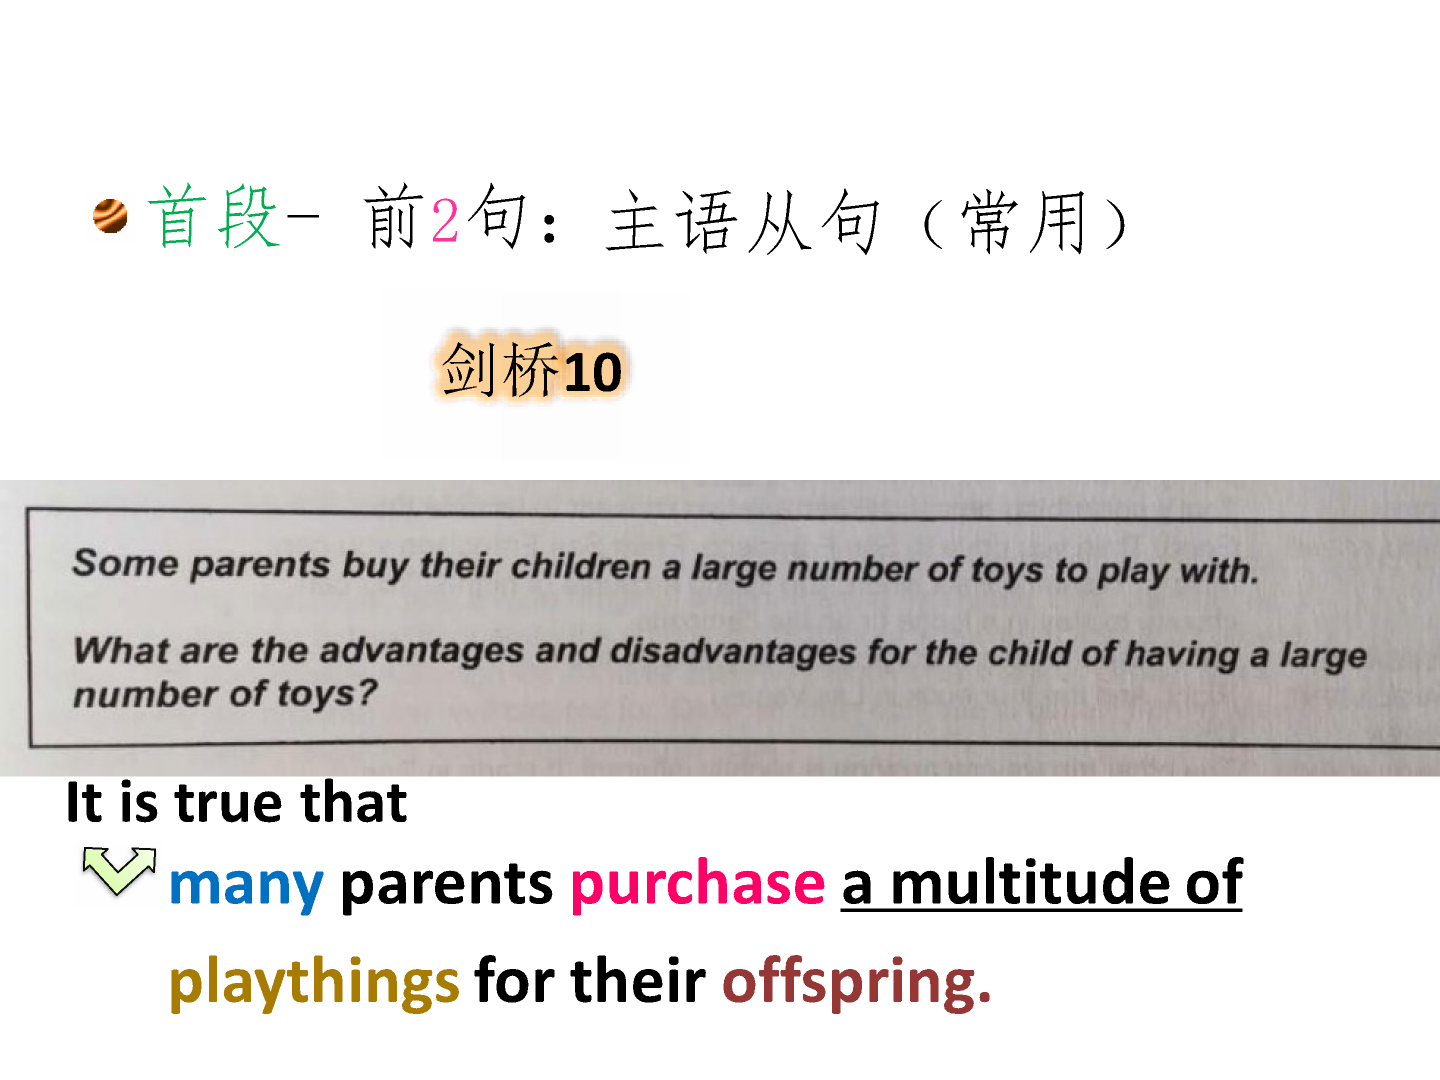 首段- 前2句：主语从句（常用）
剑桥10
Some parents buy their children a large number of toys to play with.
What are the advantages and disadvantages for the child of having a large
number of toys?
It is true that
many parents purchase a multitude of
playthings for their offspring.